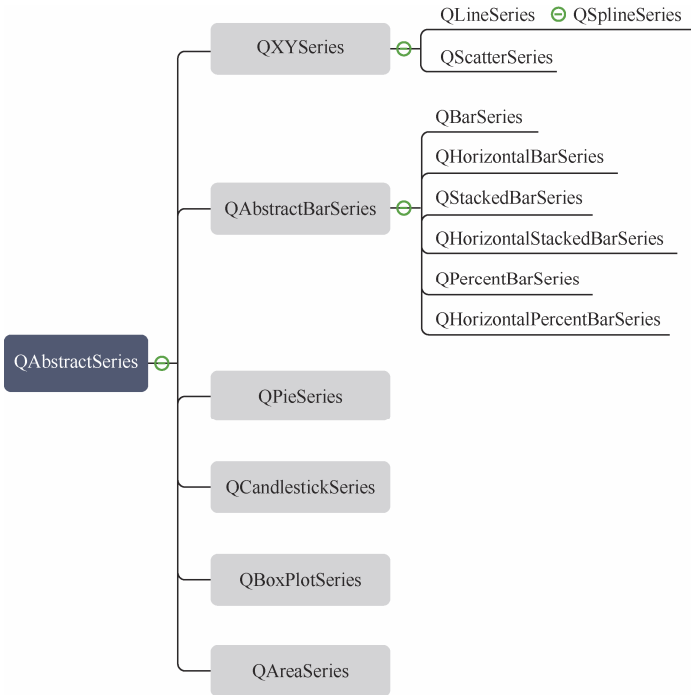 QAbstractSeries
QXYSeries
QLineSeries
QSplineSeries
QScatterSeries
QAbstractBarSeries
QBarSeries
QHorizontalBarSeries
QStackedBarSeries
QHorizontalStackedBarSeries
QPercentBarSeries
QHorizontalPercentBarSeries
QPieSeries
QCandlestickSeries
QBoxPlotSeries
QAreaSeries